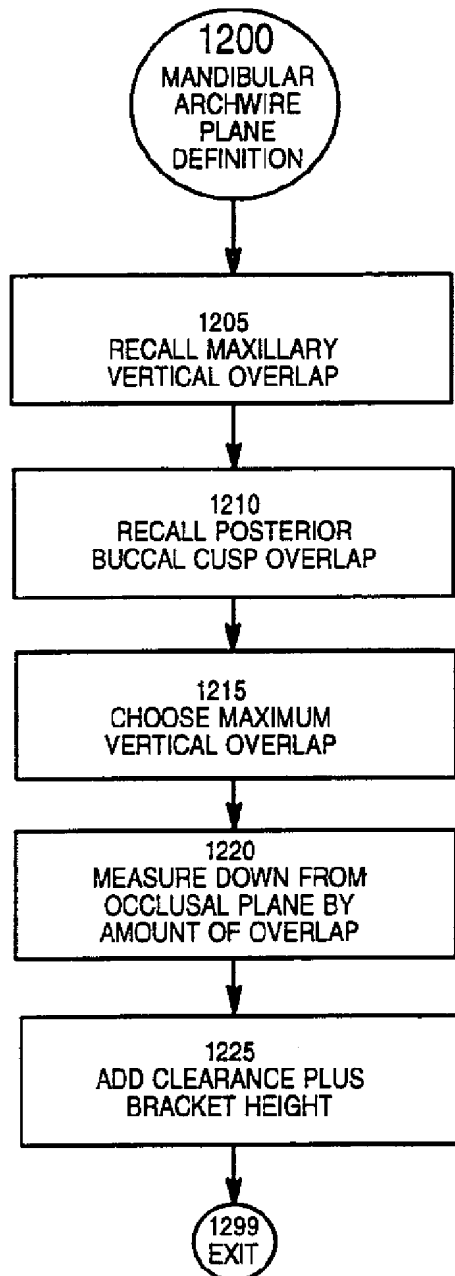 1200
MANDIBULAR
ARCHWIRE
PLANE
DEFINITION
1205
RECALL MAXILLARY
VERTICAL OVERLAP
1210
RECALL POSTERIOR
BUCCAL CUSP OVERLAP
1215
CHOOSE MAXIMUM
VERTICAL OVERLAP
1220
MEASURE DOWN FROM
OCCLUSAL PLANE BY
AMOUNT OF OVERLAP
1225
ADD CLEARANCE PLUS
BRACKET HEIGHT
1299
EXIT